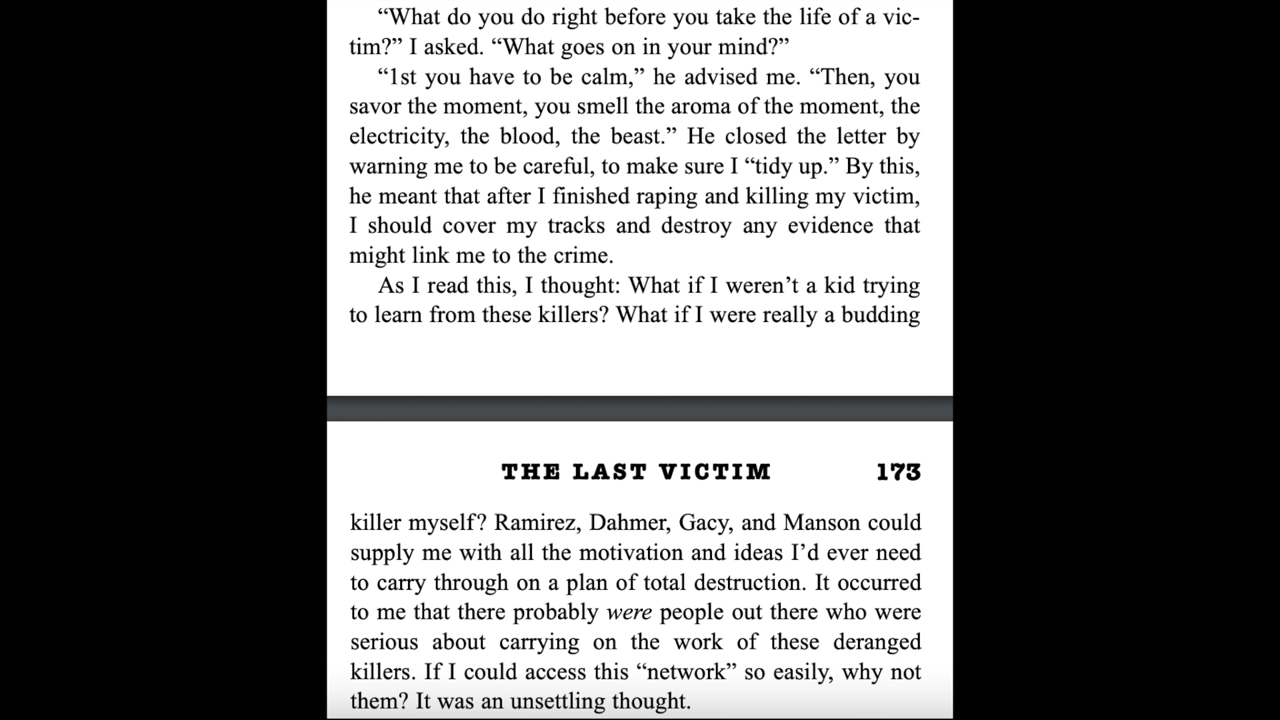 “What do you do right before you take the life of a vic-
tim?” I asked. “What goes on in your mind?”
“1st you have to be calm,” he advised me. “Then, you
savor the moment, you smell the aroma of the moment, the
electricity, the blood, the beast.” He closed the letter by
warning me to be careful, to make sure I “tidy up.” By this,
he meant that after I finished raping and killing my victim,
I should cover my tracks and destroy any evidence that
might link me to the crime.
As I read this, I thought: What if I weren’t a kid trying
to learn from these killers? What if I were really a budding
THE LAST VICTIM 173
killer myself? Ramirez, Dahmer, Gacy, and Manson could
supply me with all the motivation and ideas I’d ever need
to carry through on a plan of total destruction. It occurred
to me that there probably were people out there who were
serious about carrying on the work of these deranged
killers. If I could access this “network” so easily, why not
them? It was an unsettling thought.